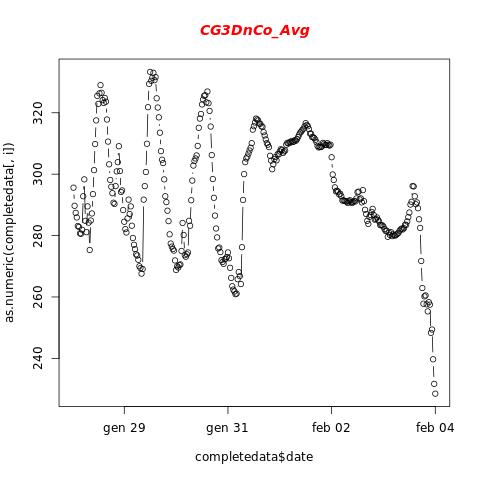 CG3DnCo_Avg
as.numeric(completedata[, i])
320
300
280
260
240
gen 29
gen 31
feb 02
feb 04
completedata$date